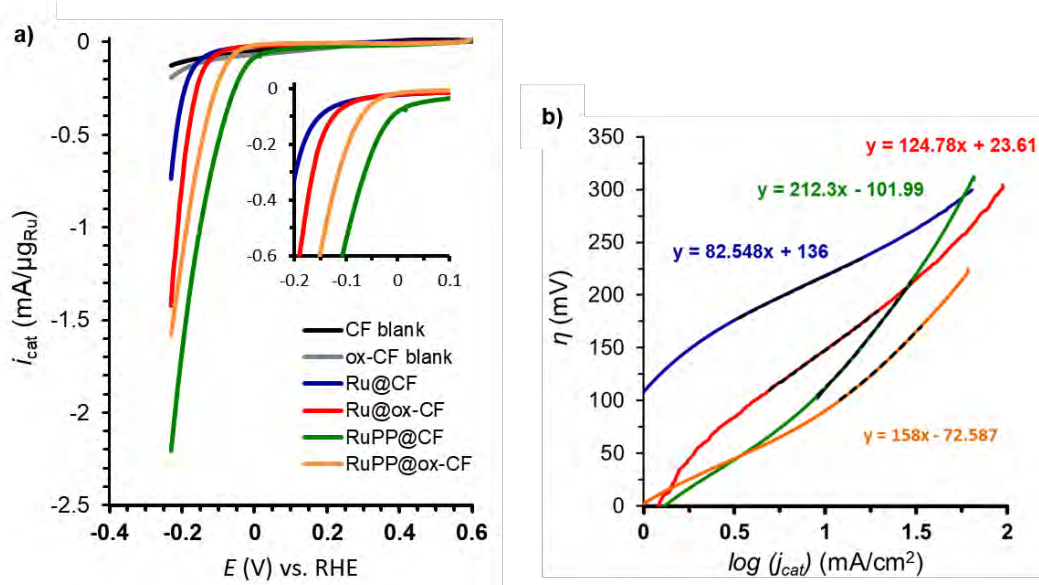 a)
0
-0.5
-1
-1.5
-2
-2.5
-0.4 -0.2 0 0.2 0.4 0.6
i_cat (mA/µg_Ru)
E (V) vs. RHE
0
-0.2
-0.4
-0.6
-0.2 -0.1 0 0.1
CF blank
ox-CF blank
Ru@CF
Ru@ox-CF
RuPP@CF
RuPP@ox-CF
b)
350
300
250
200
150
100
50
0
0 0.5 1 1.5 2
η (mV)
log (j_cat) (mA/cm²)
y = 124.78x + 23.61
y = 212.3x - 101.99
y = 82.548x + 136
y = 158x - 72.587